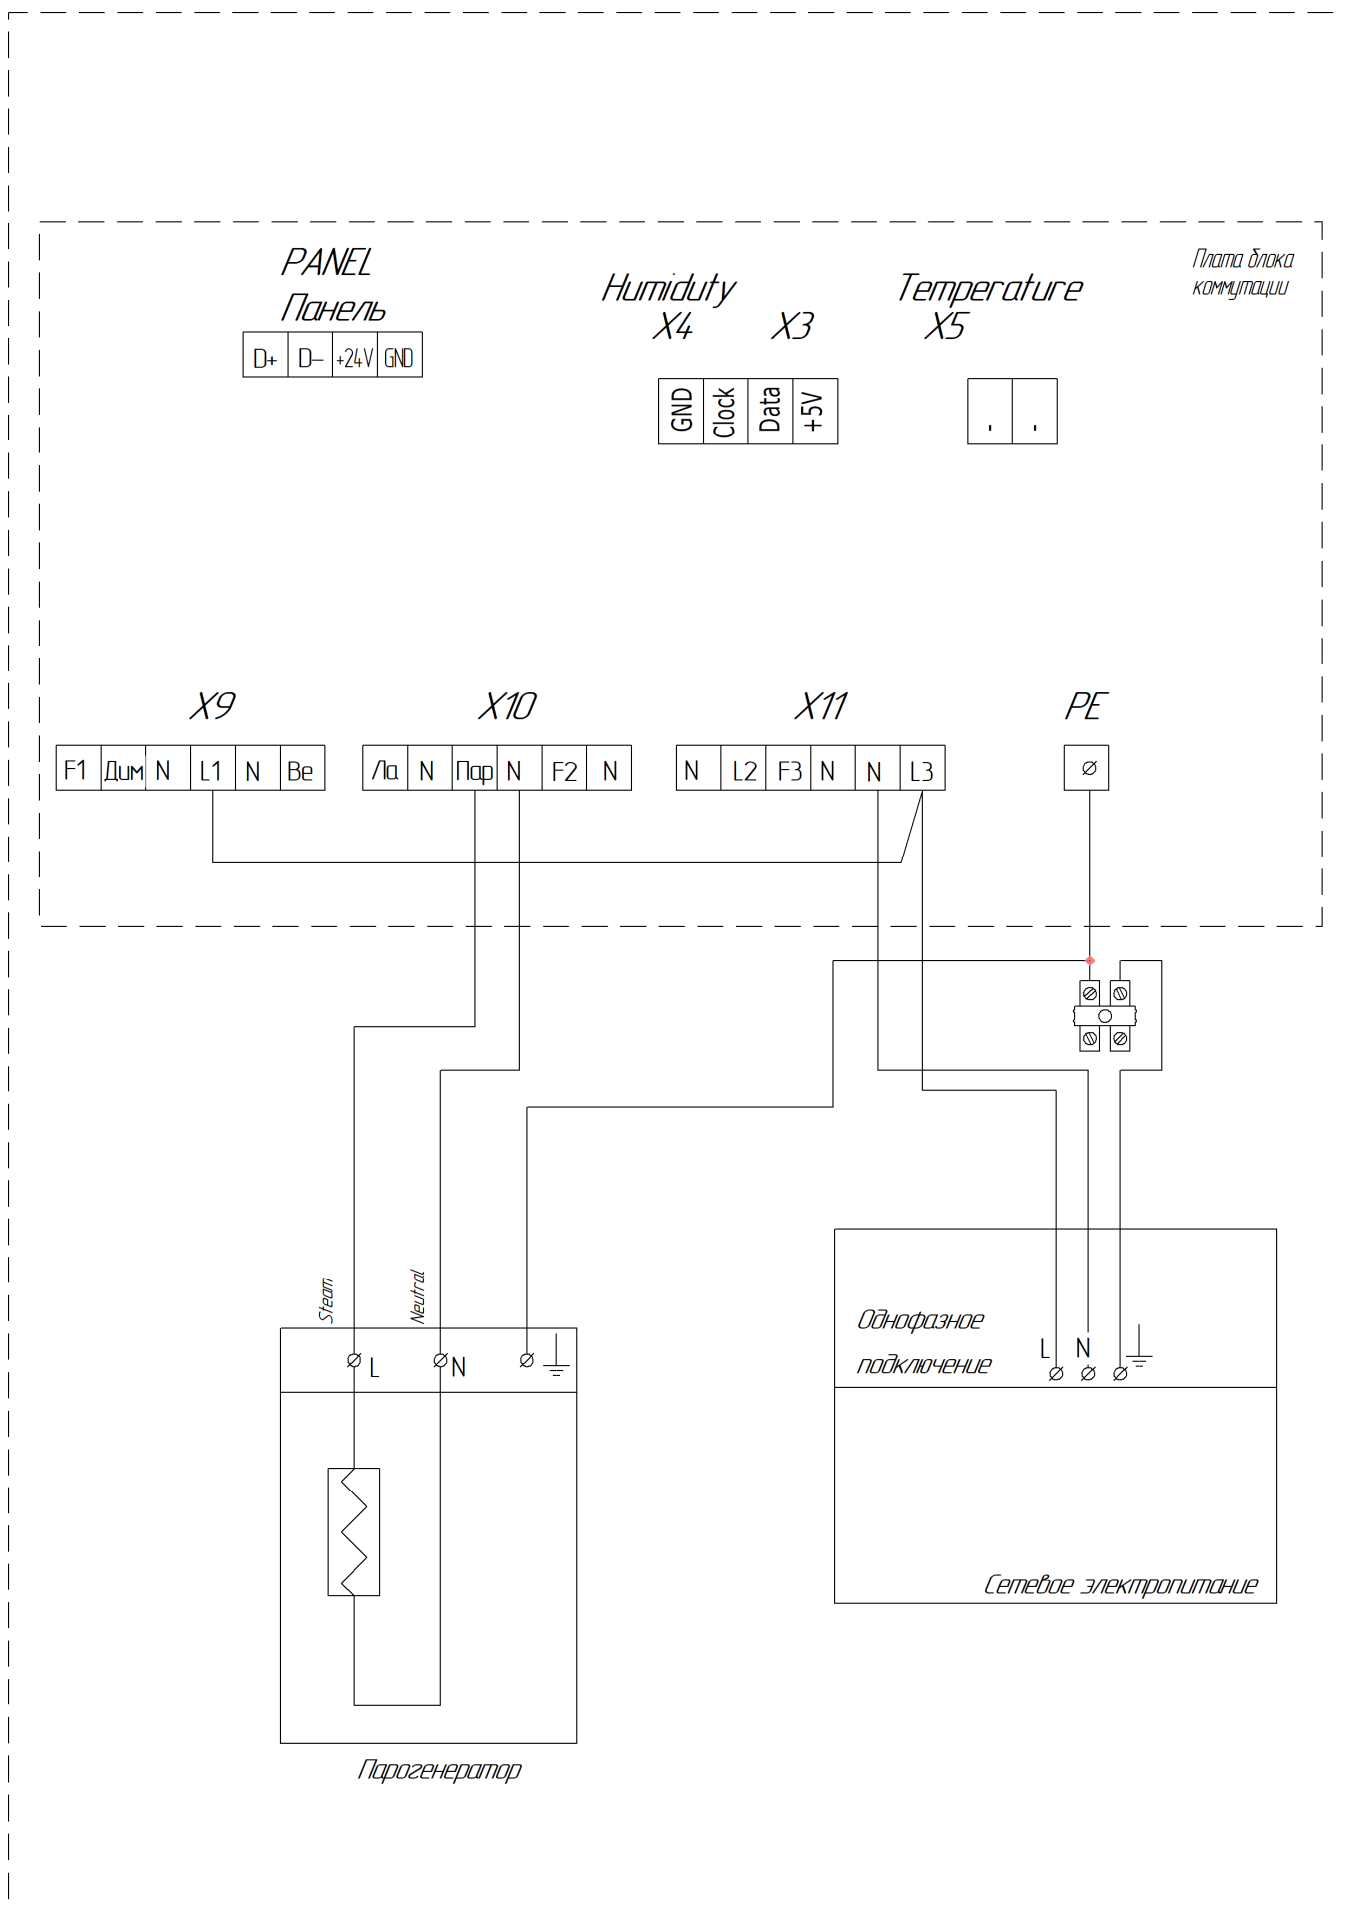 Плата блока
коммутации
PANEL
Панель
D+ D– +24V GND
Humiduty
X4 X3
GND Clock Data +5V
Temperature
X5
- -
X9
F1 Дим N L1 N Ве
X10
Ла N Пар N F2 N
X11
N L2 F3 N N L3
PE
Steam
Neutral
L N
Парогенератор
Однофазное
подключение
L N
Сетевое электропитание